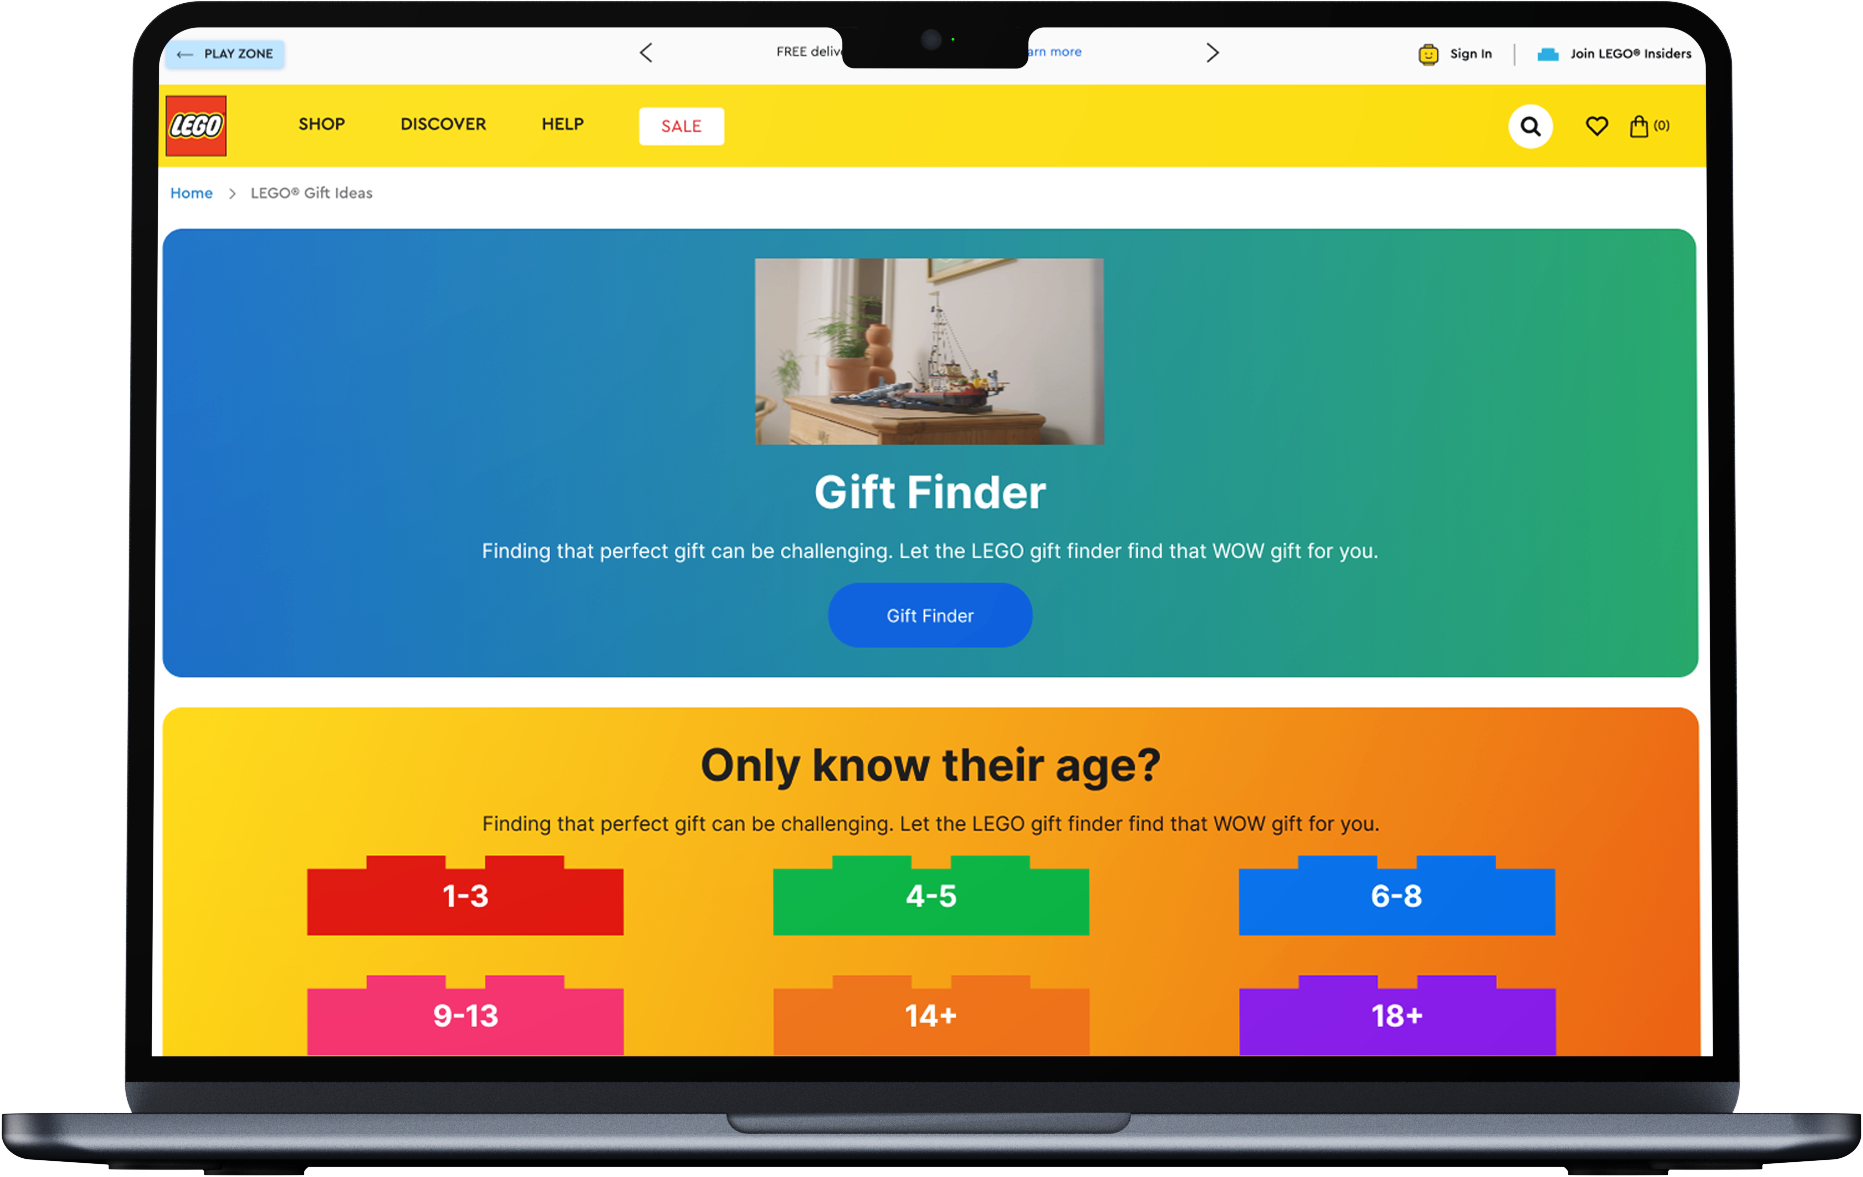 PLAY ZONE
FREE
more
Sign In
Join LEGO® Insiders
LEGO
SHOP
DISCOVER
HELP
SALE
(0)
Home > LEGO® Gift Ideas
Gift Finder
Finding that perfect gift can be challenging. Let the LEGO gift finder find that WOW gift for you.
Gift Finder
Only know their age?
Finding that perfect gift can be challenging. Let the LEGO gift finder find that WOW gift for you.
1-3
4-5
6-8
9-13
14+
18+